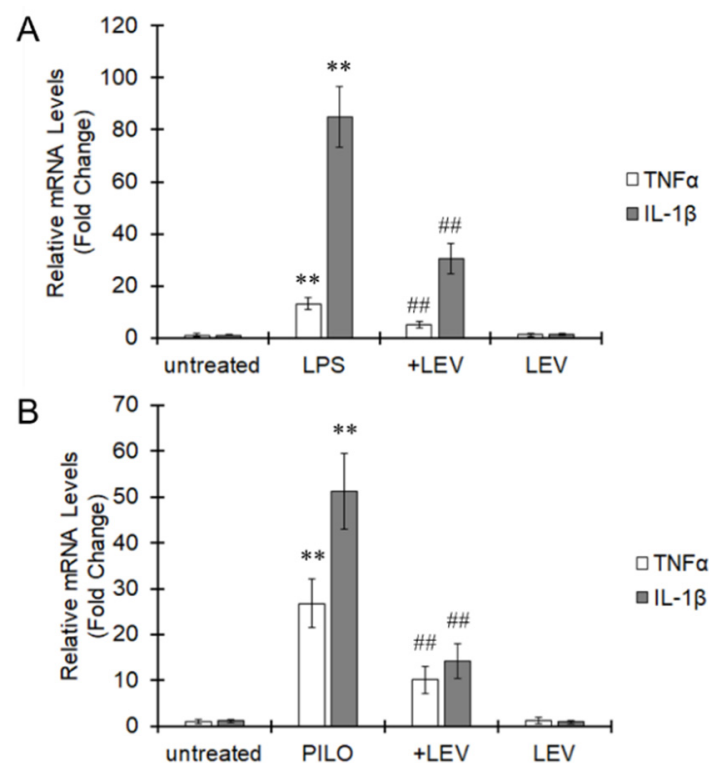 A
Relative mRNA Levels
(Fold Change)
120
100
80
60
40
20
0
**
**
##
##
untreated LPS +LEV LEV
TNFα
IL-1β
B
Relative mRNA Levels
(Fold Change)
70
60
50
40
30
20
10
0
**
**
##
##
untreated PILO +LEV LEV
TNFα
IL-1β